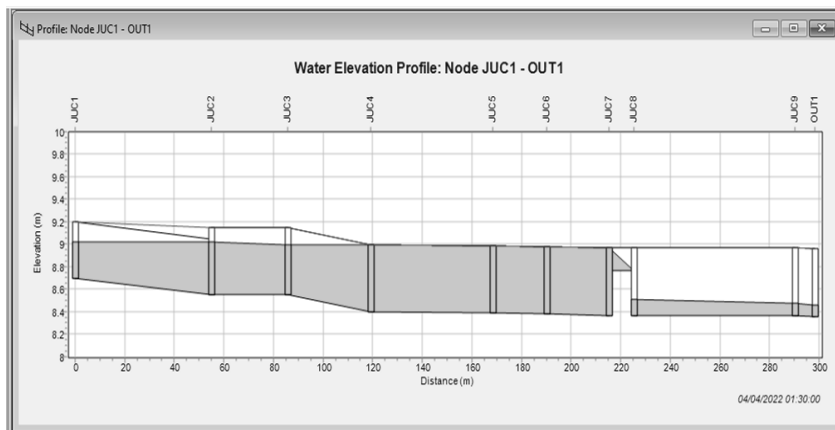 Profile: Node JUC1 - OUT1
Water Elevation Profile: Node JUC1 - OUT1
JUC1 JUC2 JUC3 JUC4 JUC5 JUC6 JUC7 JUC8 JUC9 OUT1
10
9.8
9.6
9.4
9.2
9
8.8
8.6
8.4
8.2
8
Elevation (m)
0 20 40 60 80 100 120 140 160 180 200 220 240 260 280 300
Distance (m)
04/04/2022 01:30:00